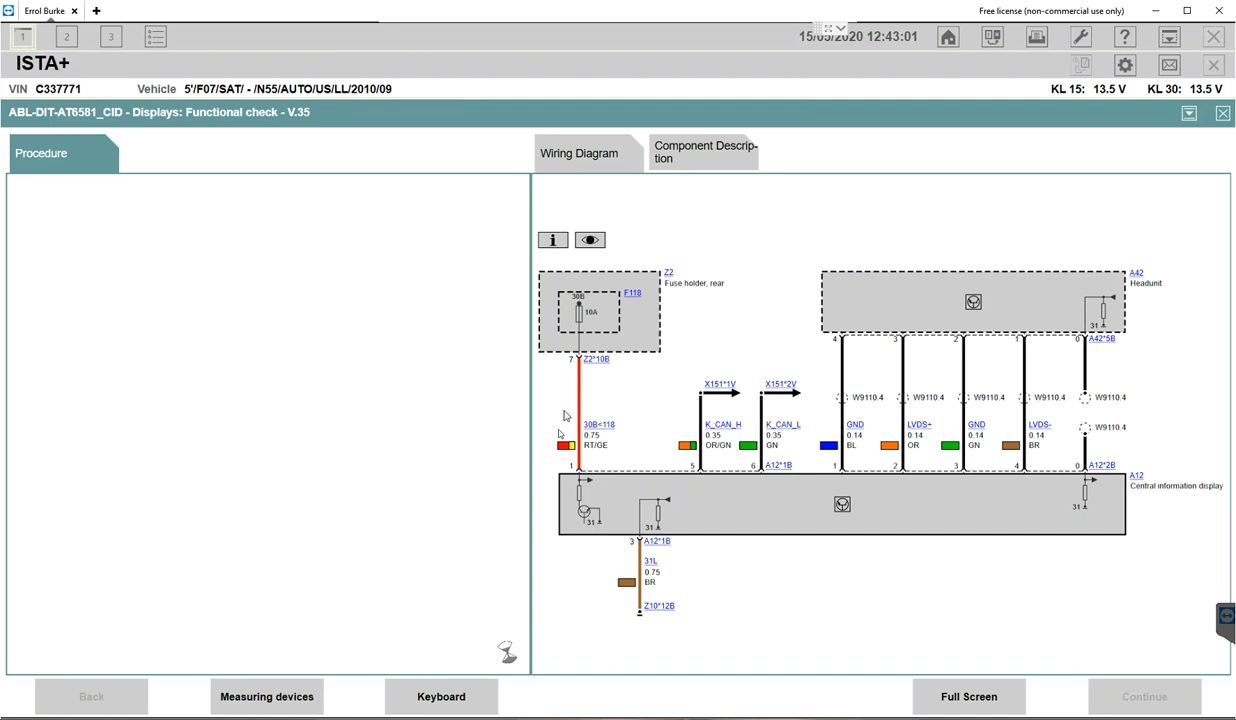 Errol Burke
Free license (non-commercial use only)
1 2 3
15/05/2020 12:43:01
ISTA+
VIN C337771 Vehicle 5'/F07/SAT/ - /N55/AUTO/US/LL/2010/09 KL 15: 13.5 V KL 30: 13.5 V
ABL-DIT-AT6581_CID - Displays: Functional check - V.35
Procedure
Wiring Diagram
Component Descrip-
tion
Z2
Fuse holder, rear
30B
F118
10A
7 Z2*10B
A42
Headunit
31
4 3 2 1 0 A42*5B
X151*1V X151*2V
W9110.4 W9110.4 W9110.4 W9110.4 W9110.4
W9110.4
30B<118
0.75
RT/GE
K_CAN_H
0.35
OR/GN
K_CAN_L
0.35
GN
GND
0.14
BL
LVDS+
0.14
OR
GND
0.14
GN
LVDS-
0.14
BR
1 5 6 A12*1B 1 2 3 4 0 A12*2B
A12
Central information display
31
31
31
3 A12*1B
31L
0.75
BR
Z10*12B
Back Measuring devices Keyboard Full Screen Continue